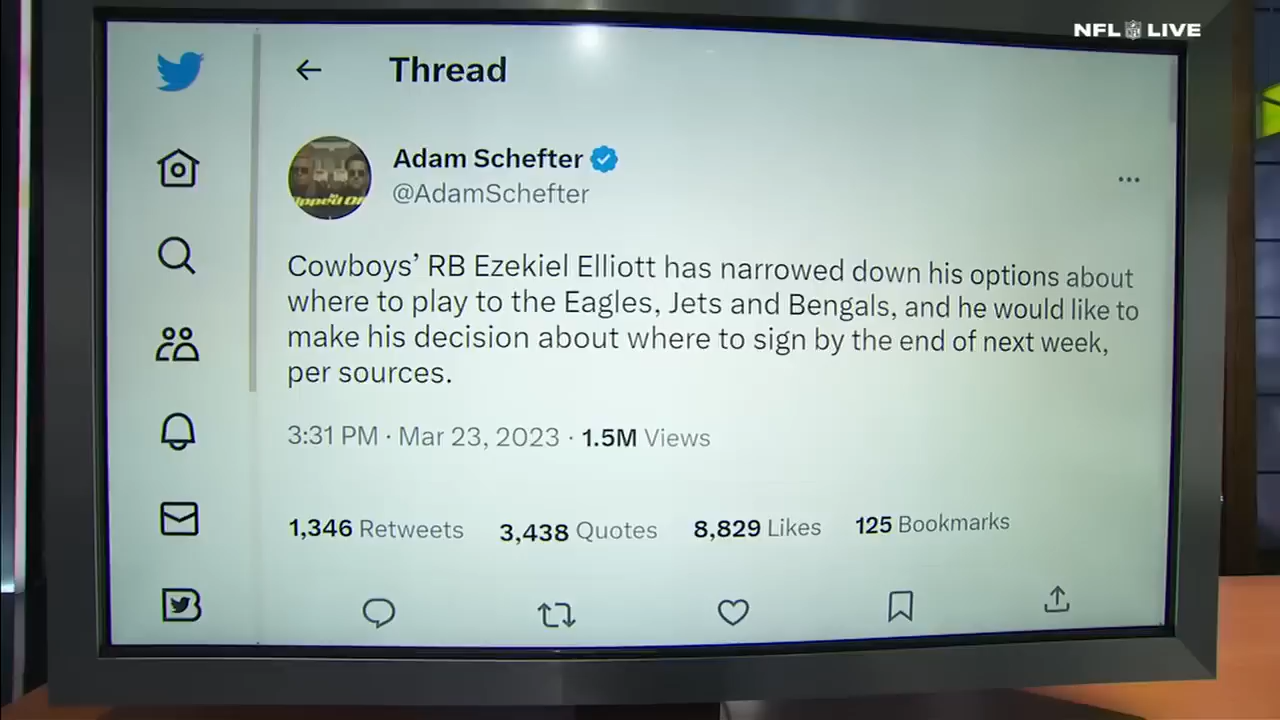 NFL LIVE
Thread
Adam Schefter
@AdamSchefter
Cowboys’ RB Ezekiel Elliott has narrowed down his options about
where to play to the Eagles, Jets and Bengals, and he would like to
make his decision about where to sign by the end of next week,
per sources.
3:31 PM · Mar 23, 2023 · 1.5M Views
1,346 Retweets 3,438 Quotes 8,829 Likes 125 Bookmarks